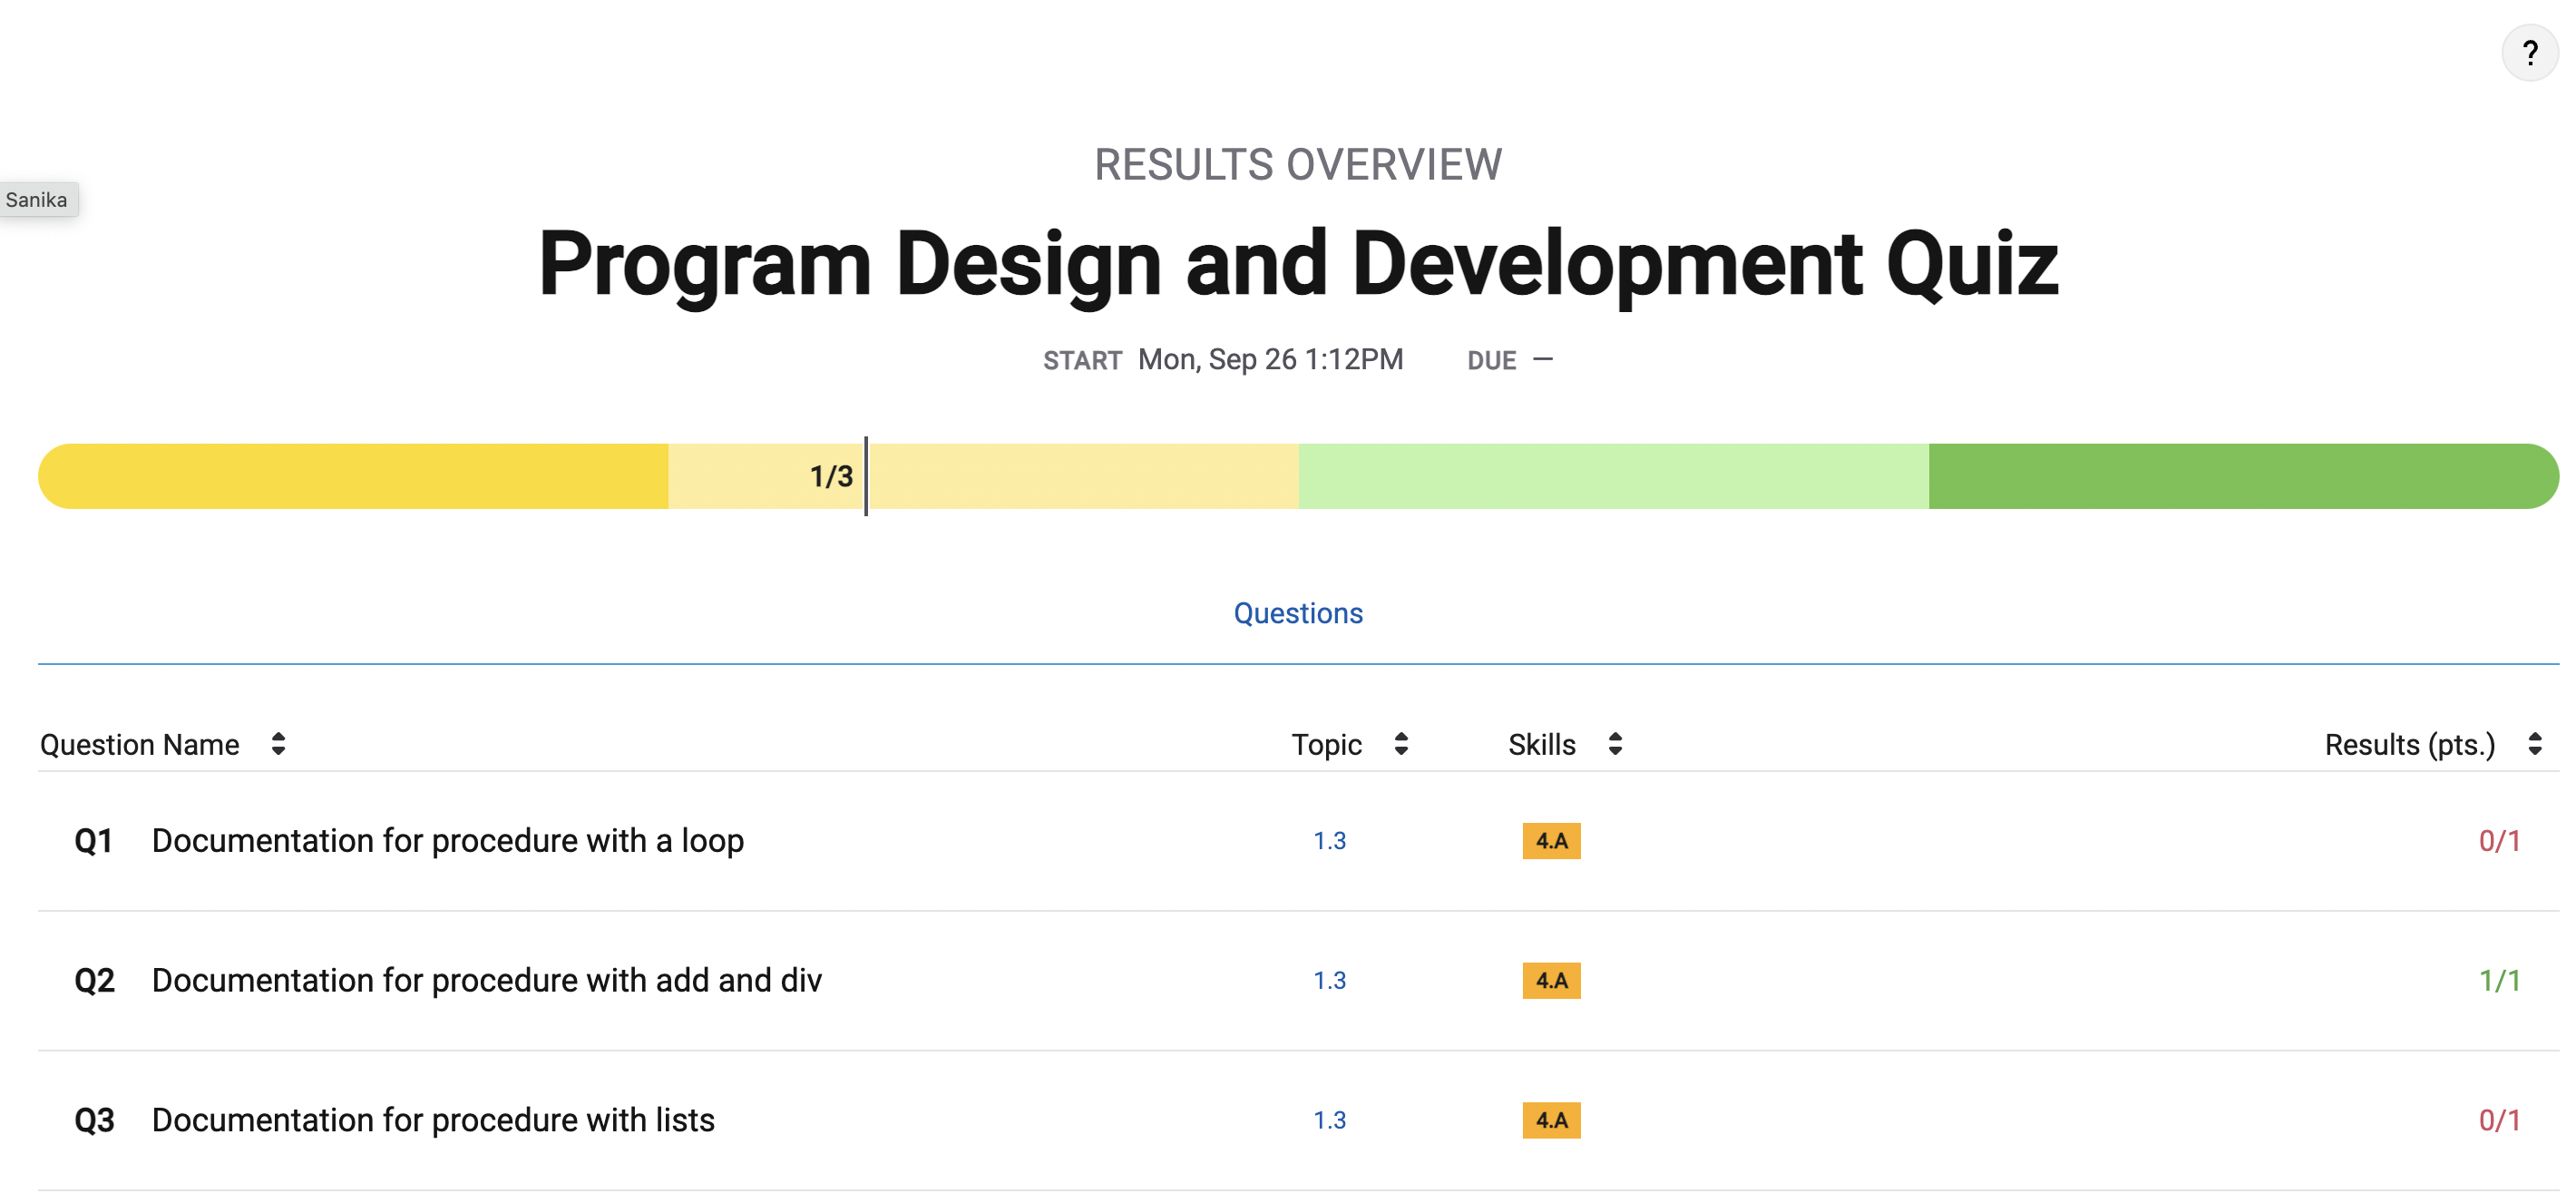 ?
RESULTS OVERVIEW
Sanika
Program Design and Development Quiz
START Mon, Sep 26 1:12PM DUE —
1/3
Questions
Question Name Topic Skills Results (pts.)
Q1 Documentation for procedure with a loop 1.3 4.A 0/1
Q2 Documentation for procedure with add and div 1.3 4.A 1/1
Q3 Documentation for procedure with lists 1.3 4.A 0/1